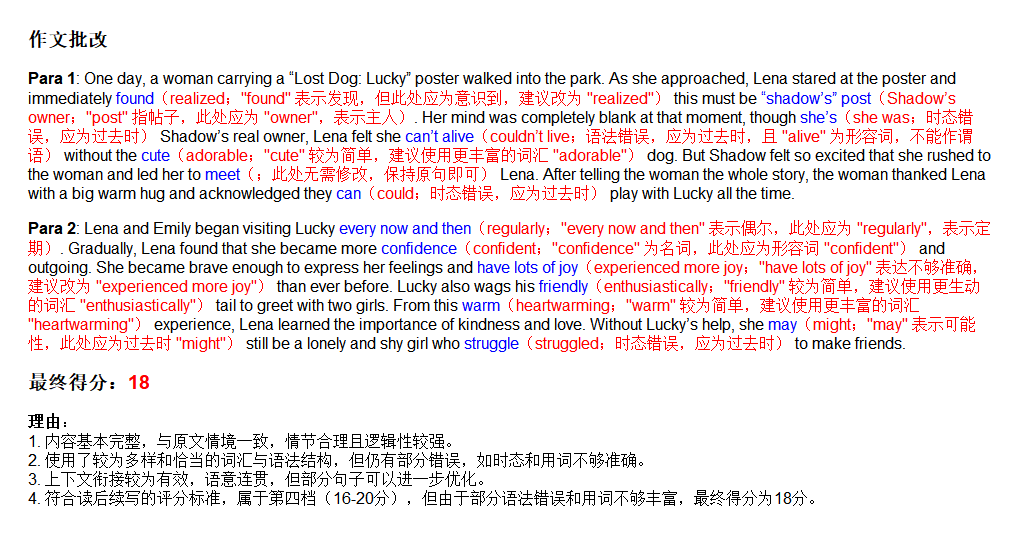 作文批改
Para 1: One day, a woman carrying a “Lost Dog: Lucky” poster walked into the park. As she approached, Lena stared at the poster and
immediately found（realized；"found" 表示发现，但此处应为意识到，建议改为 "realized"） this must be “shadow’s” post（Shadow’s
owner；"post" 指帖子，此处应为 "owner"，表示主人）. Her mind was completely blank at that moment, though she’s（she was；时态错
误，应为过去时） Shadow’s real owner, Lena felt she can’t alive（couldn’t live；语法错误，应为过去时，且 "alive" 为形容词，不能作谓
语） without the cute（adorable；"cute" 较为简单，建议使用更丰富的词汇 "adorable"） dog. But Shadow felt so excited that she rushed to
the woman and led her to meet（；此处无需修改，保持原句即可） Lena. After telling the woman the whole story, the woman thanked Lena
with a big warm hug and acknowledged they can（could；时态错误，应为过去时） play with Lucky all the time.
Para 2: Lena and Emily began visiting Lucky every now and then（regularly；"every now and then" 表示偶尔，此处应为 "regularly"，表示定
期）. Gradually, Lena found that she became more confidence（confident；"confidence" 为名词，此处应为形容词 "confident"） and
outgoing. She became brave enough to express her feelings and have lots of joy（experienced more joy；"have lots of joy" 表达不够准确，
建议改为 "experienced more joy"） than ever before. Lucky also wags his friendly（enthusiastically；"friendly" 较为简单，建议使用更生动
的词汇 "enthusiastically"） tail to greet with two girls. From this warm（heartwarming；"warm" 较为简单，建议使用更丰富的词汇
"heartwarming"） experience, Lena learned the importance of kindness and love. Without Lucky’s help, she may（might；"may" 表示可能
性，此处应为过去时 "might"） still be a lonely and shy girl who struggle（struggled；时态错误，应为过去时） to make friends.
最终得分：18
理由：
1. 内容基本完整，与原文情境一致，情节合理且逻辑性较强。
2. 使用了较为多样和恰当的词汇与语法结构，但仍有部分错误，如时态和用词不够准确。
3. 上下文衔接较为有效，语意连贯，但部分句子可以进一步优化。
4. 符合读后续写的评分标准，属于第四档（16-20分），但由于部分语法错误和用词不够丰富，最终得分为18分。